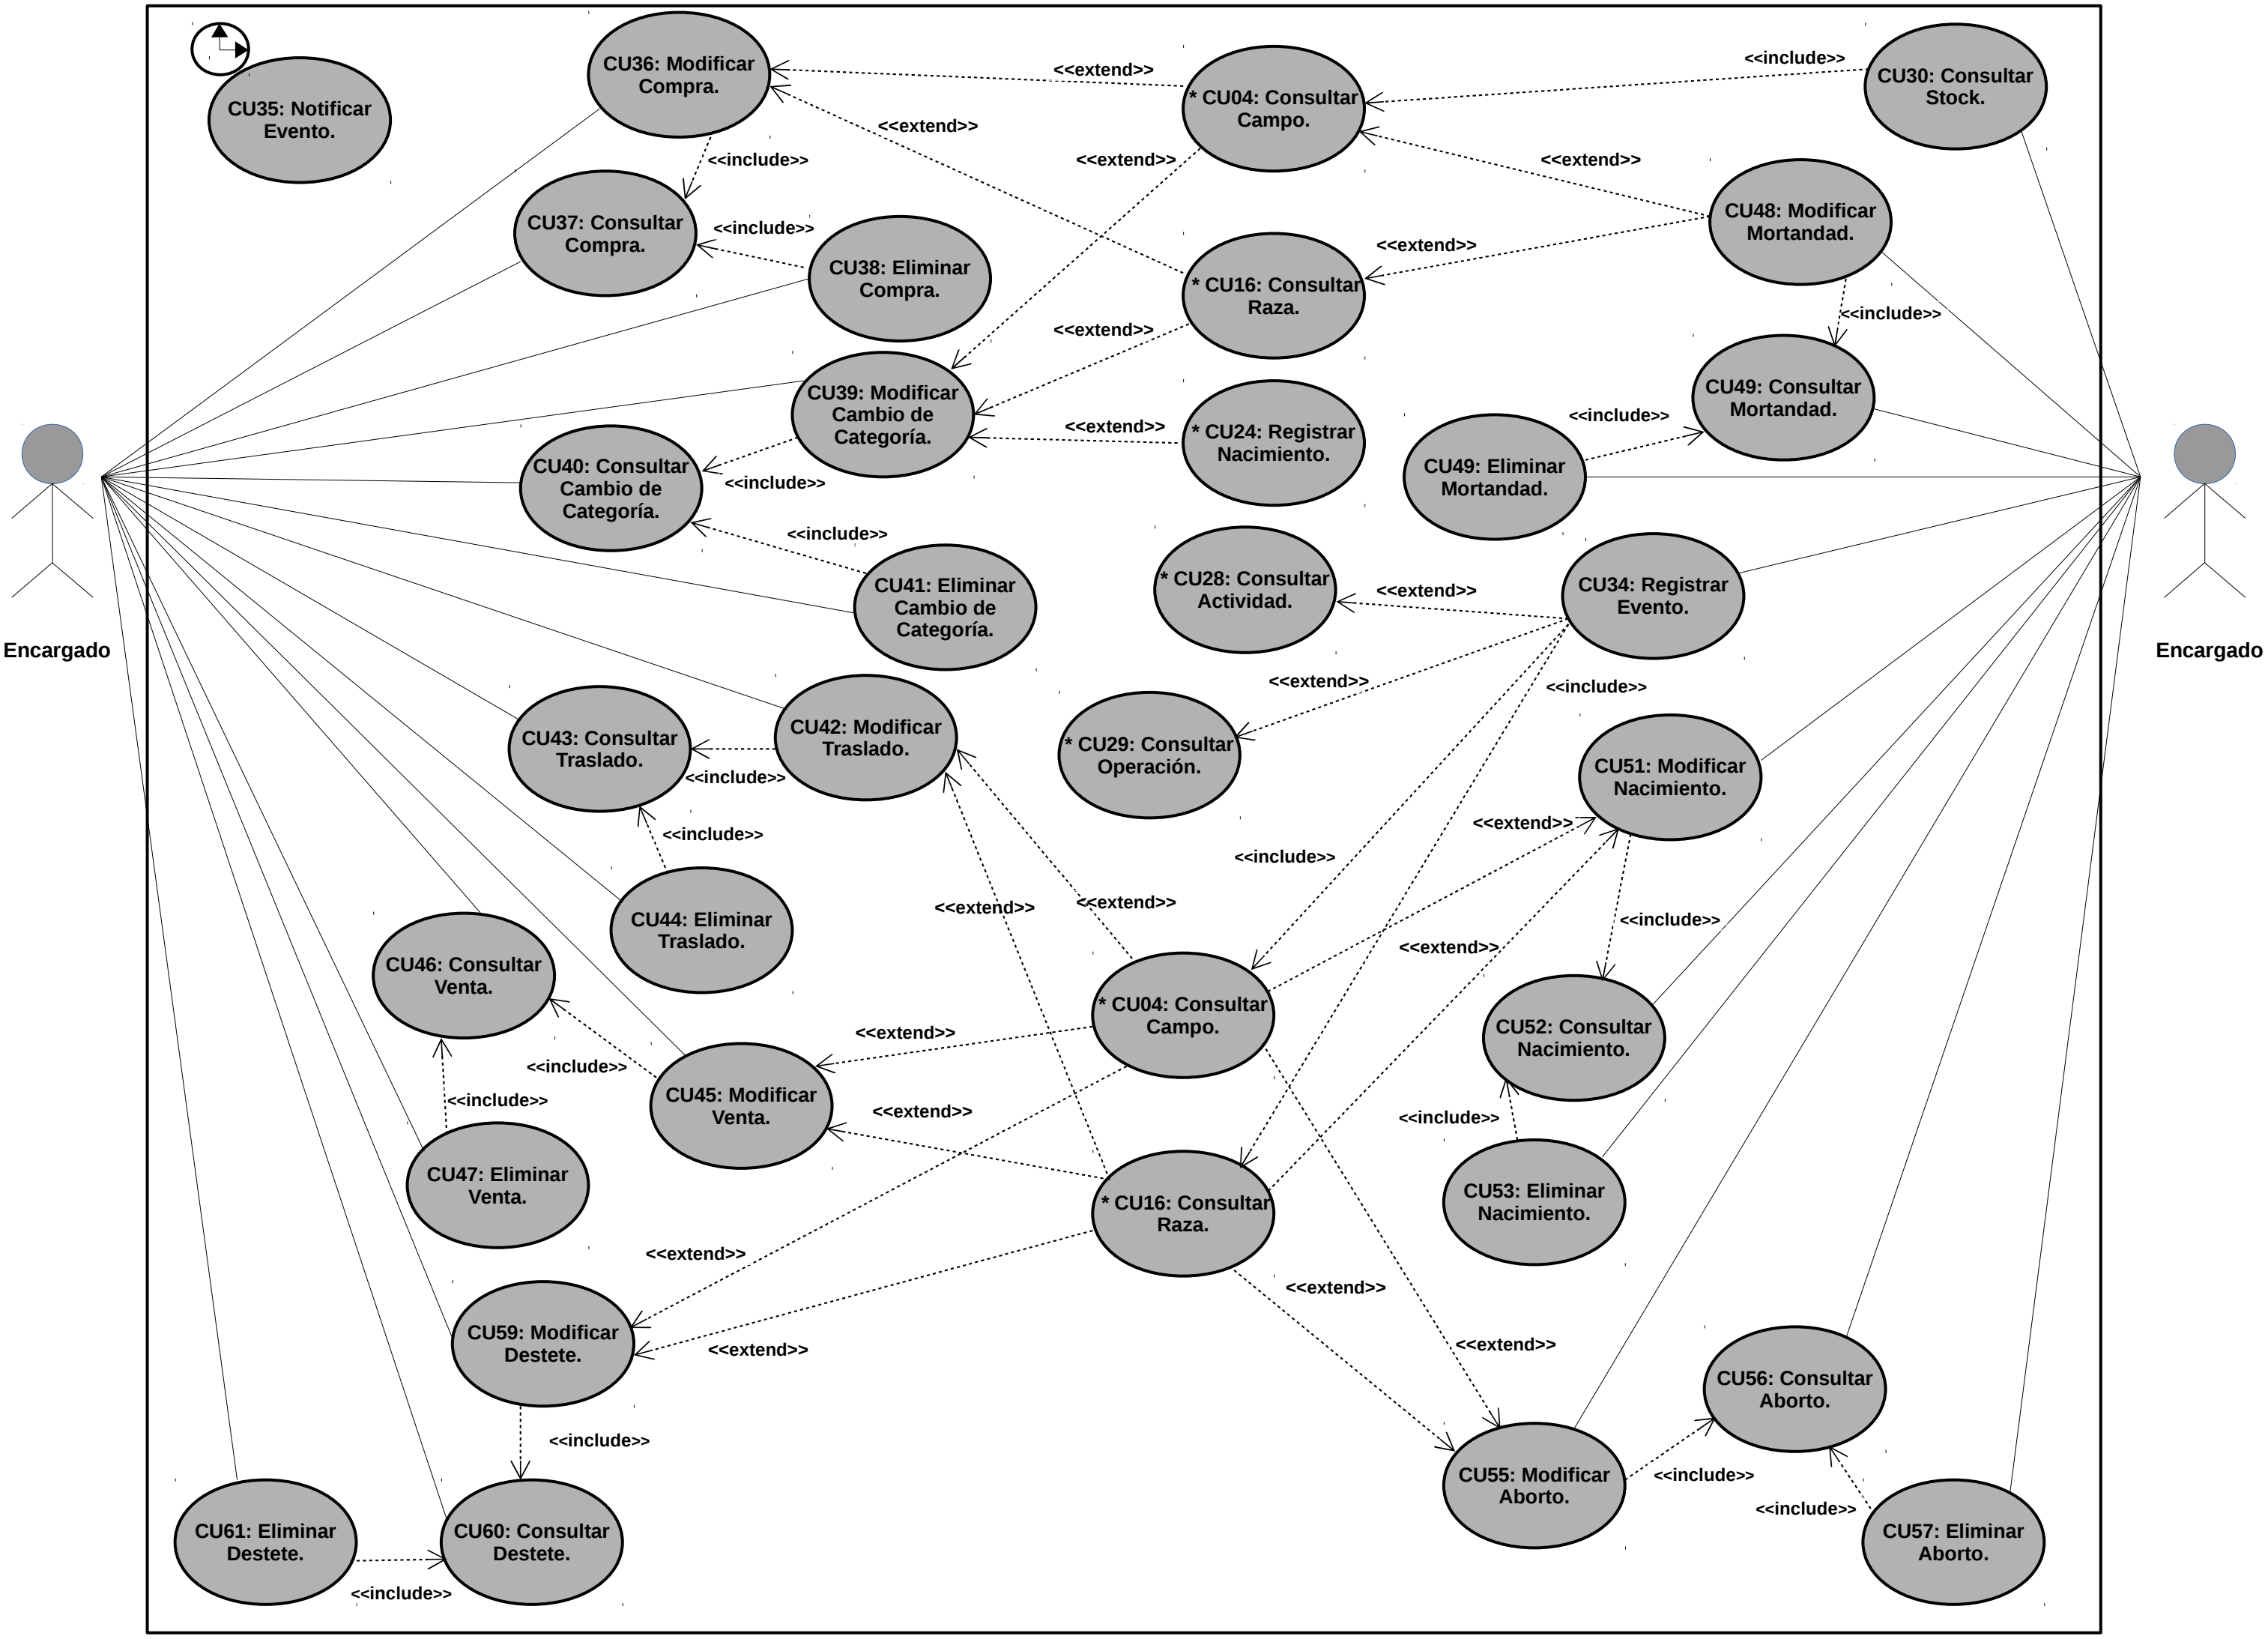 CU35: Notificar
Evento.
CU36: Modificar
Compra.
<<extend>>
* CU04: Consultar
Campo.
<<include>>
CU30: Consultar
Stock.
<<extend>>
<<include>>
<<extend>>
<<extend>>
CU37: Consultar
Compra.
<<include>>
CU38: Eliminar
Compra.
* CU16: Consultar
Raza.
<<extend>>
CU48: Modificar
Mortandad.
<<include>>
<<extend>>
CU39: Modificar
Cambio de
Categoría.
<<extend>>
* CU24: Registrar
Nacimiento.
CU49: Consultar
Mortandad.
<<include>>
CU49: Eliminar
Mortandad.
CU40: Consultar
Cambio de
Categoría.
<<include>>
<<include>>
CU41: Eliminar
Cambio de
Categoría.
* CU28: Consultar
Actividad.
<<extend>>
CU34: Registrar
Evento.
Encargado
Encargado
<<extend>>
<<include>>
CU43: Consultar
Traslado.
CU42: Modificar
Traslado.
<<include>>
* CU29: Consultar
Operación.
CU51: Modificar
Nacimiento.
<<include>>
<<extend>>
<<include>>
CU44: Eliminar
Traslado.
<<extend>>
<<extend>>
<<extend>>
<<include>>
CU46: Consultar
Venta.
* CU04: Consultar
Campo.
CU52: Consultar
Nacimiento.
<<extend>>
<<include>>
<<include>>
CU45: Modificar
Venta.
<<extend>>
<<include>>
CU47: Eliminar
Venta.
* CU16: Consultar
Raza.
CU53: Eliminar
Nacimiento.
<<extend>>
<<extend>>
CU59: Modificar
Destete.
<<extend>>
<<extend>>
CU56: Consultar
Aborto.
<<include>>
CU55: Modificar
Aborto.
<<include>>
<<include>>
CU61: Eliminar
Destete.
CU60: Consultar
Destete.
CU57: Eliminar
Aborto.
<<include>>